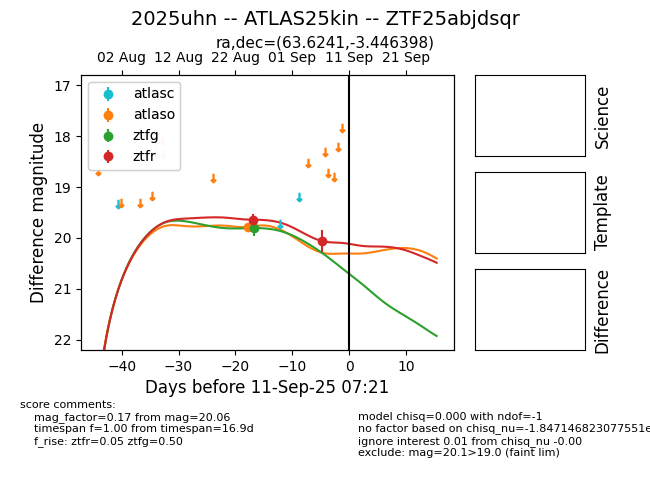 2025uhn -- ATLAS25kin -- ZTF25abjdsqr
ra,dec=(63.6241,-3.446398)
02 Aug 12 Aug 22 Aug 01 Sep 11 Sep 21 Sep
atlasc
atlaso
ztfg
ztfr
17
18
19
20
21
22
Difference magnitude
−40 −30 −20 −10 0 10
Days before 11-Sep-25 07:21
Science
Template
Difference
score comments:
mag_factor=0.17 from mag=20.06
timespan f=1.00 from timespan=16.9d
f_rise: ztfr=0.05 ztfg=0.50
model chisq=0.000 with ndof=-1
no factor based on chisq_nu=-1.847146823077551e
ignore interest 0.01 from chisq_nu -0.00
exclude: mag=20.1>19.0 (faint lim)